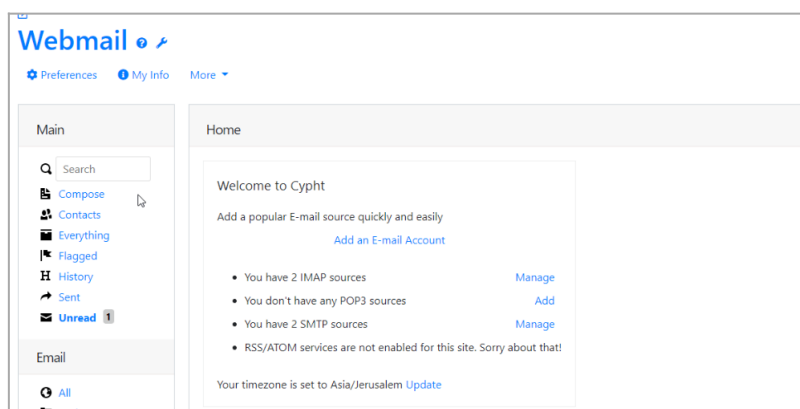 Webmail
Preferences My Info More
Main
Search
Compose
Contacts
Everything
Flagged
History
Sent
Unread 1
Email
All
Home
Welcome to Cypht
Add a popular E-mail source quickly and easily
Add an E-mail Account
You have 2 IMAP sources Manage
You don't have any POP3 sources Add
You have 2 SMTP sources Manage
RSS/ATOM services are not enabled for this site. Sorry about that!
Your timezone is set to Asia/Jerusalem Update